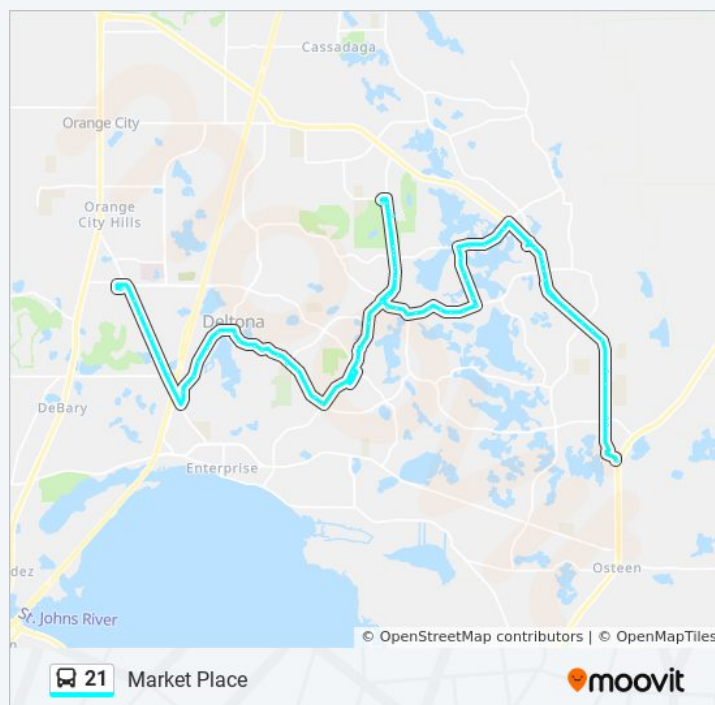 Cassadaga
Orange City
Orange
City Hills
Deltona
DeBary
Enterprise
Osteen
dez
St. Johns River
© OpenStreetMap contributors | © OpenMapTiles
21 Market Place
moovit